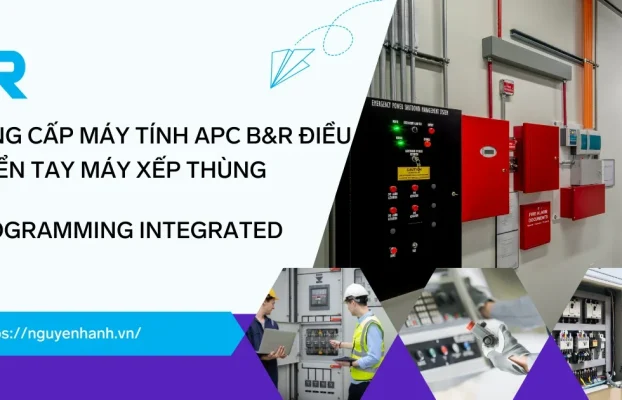 R
NG CẤP MÁY TÍNH APC B&R ĐIỀU
ỂN TAY MÁY XẾP THÙNG
OGRAMMING INTEGRATED
ps://nguyenhanh.vn/
EMERGENCY POWER SHUTDOWN MANAGEMENT SYSTEM
CAUTION
FIRE ALARM
DOCUMENTS